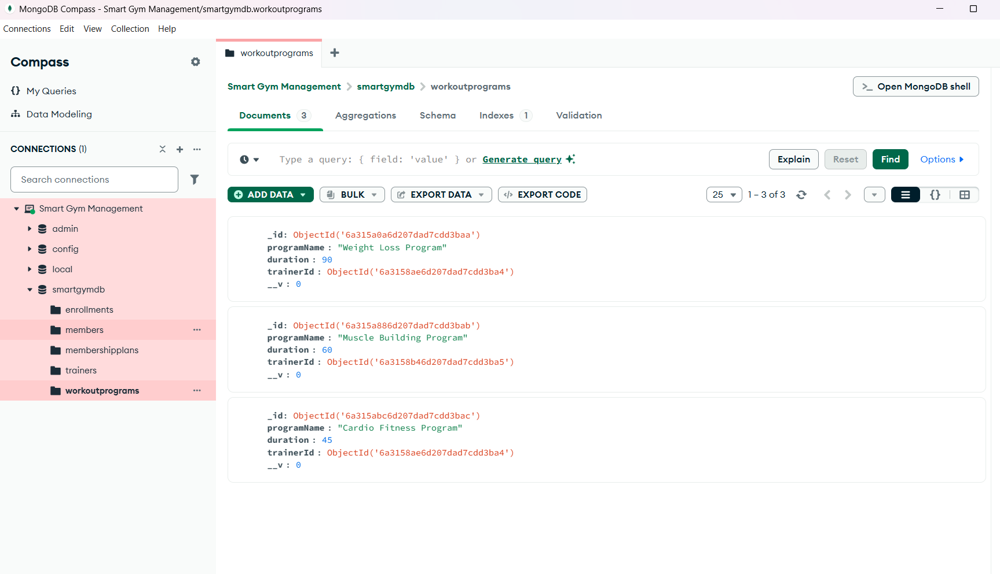 MongoDB Compass - Smart Gym Management/smartgymdb.workoutprograms
Connections Edit View Collection Help
Compass
My Queries
Data Modeling
CONNECTIONS (1)
Search connections
Smart Gym Management
admin
config
local
smartgymdb
enrollments
members
membershipplans
trainers
workoutprograms
workoutprograms
Smart Gym Management > smartgymdb > workoutprograms
>_ Open MongoDB shell
Documents 3 Aggregations Schema Indexes 1 Validation
Type a query: { field: 'value' } or Generate query
Explain Reset Find Options
ADD DATA BULK EXPORT DATA </> EXPORT CODE
25 1 – 3 of 3 {}
_id: ObjectId('6a315a0a6d207dad7cdd3baa')
programName : "Weight Loss Program"
duration : 90
trainerId : ObjectId('6a3158ae6d207dad7cdd3ba4')
__v : 0
_id: ObjectId('6a315a886d207dad7cdd3bab')
programName : "Muscle Building Program"
duration : 60
trainerId : ObjectId('6a3158b46d207dad7cdd3ba5')
__v : 0
_id: ObjectId('6a315abc6d207dad7cdd3bac')
programName : "Cardio Fitness Program"
duration : 45
trainerId : ObjectId('6a3158ae6d207dad7cdd3ba4')
__v : 0